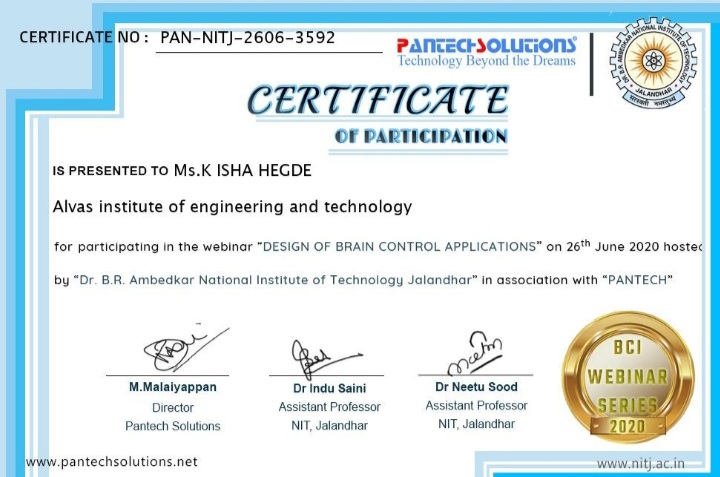 CERTIFICATE NO : PAN-NITJ-2606-3592
PANTECHSOLUTIONS
Technology Beyond the Dreams
DR B.R. AMBEDKAR NATIONAL INSTITUTE OF TECHNOLOGY
JALANDHAR
CERTIFICATE
OF PARTICIPATION
IS PRESENTED TO Ms.K ISHA HEGDE
Alvas institute of engineering and technology
for participating in the webinar “DESIGN OF BRAIN CONTROL APPLICATIONS” on 26th June 2020 hosted
by “Dr. B.R. Ambedkar National Institute of Technology Jalandhar” in association with “PANTECH”
M.Malaiyappan
Director
Pantech Solutions
Dr Indu Saini
Assistant Professor
NIT, Jalandhar
Dr Neetu Sood
Assistant Professor
NIT, Jalandhar
BCI
WEBINAR
SERIES
2020
www.pantechsolutions.net
www.nitj.ac.in